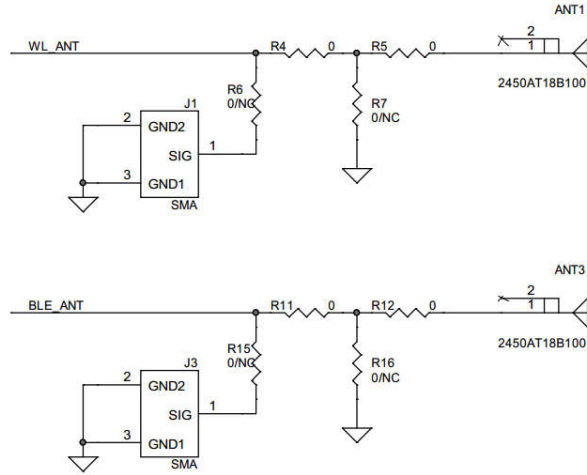 ANT1
WL_ANT
R4
0
R5
0
2
1
R6
0/NC
R7
0/NC
2450AT18B100
J1
2
GND2
SIG
1
3
GND1
SMA
ANT3
BLE_ANT
R11
0
R12
0
2
1
R15
0/NC
R16
0/NC
2450AT18B100
J3
2
GND2
SIG
1
3
GND1
SMA